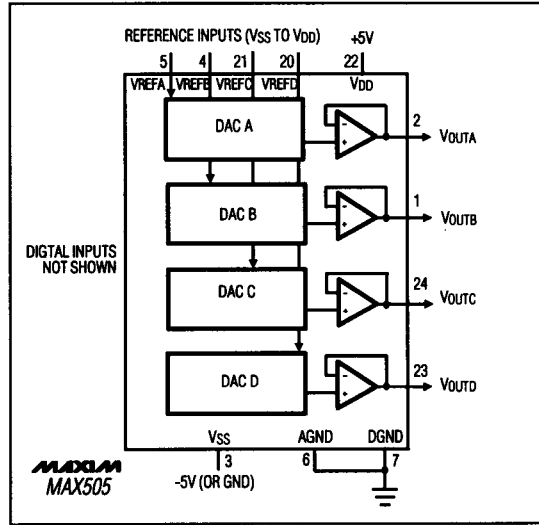 REFERENCE INPUTS (VSS TO VDD)
+5V
5 4 21 20 22
VREFA VREFB VREFC VREFD VDD
DAC A
- +
2 VOUTA
DAC B
- +
1 VOUTB
DIGTAL INPUTS
NOT SHOWN
DAC C
- +
24 VOUTC
DAC D
- +
23 VOUTD
VSS AGND DGND
3 6 7
-5V (OR GND)
MAXIM
MAX505